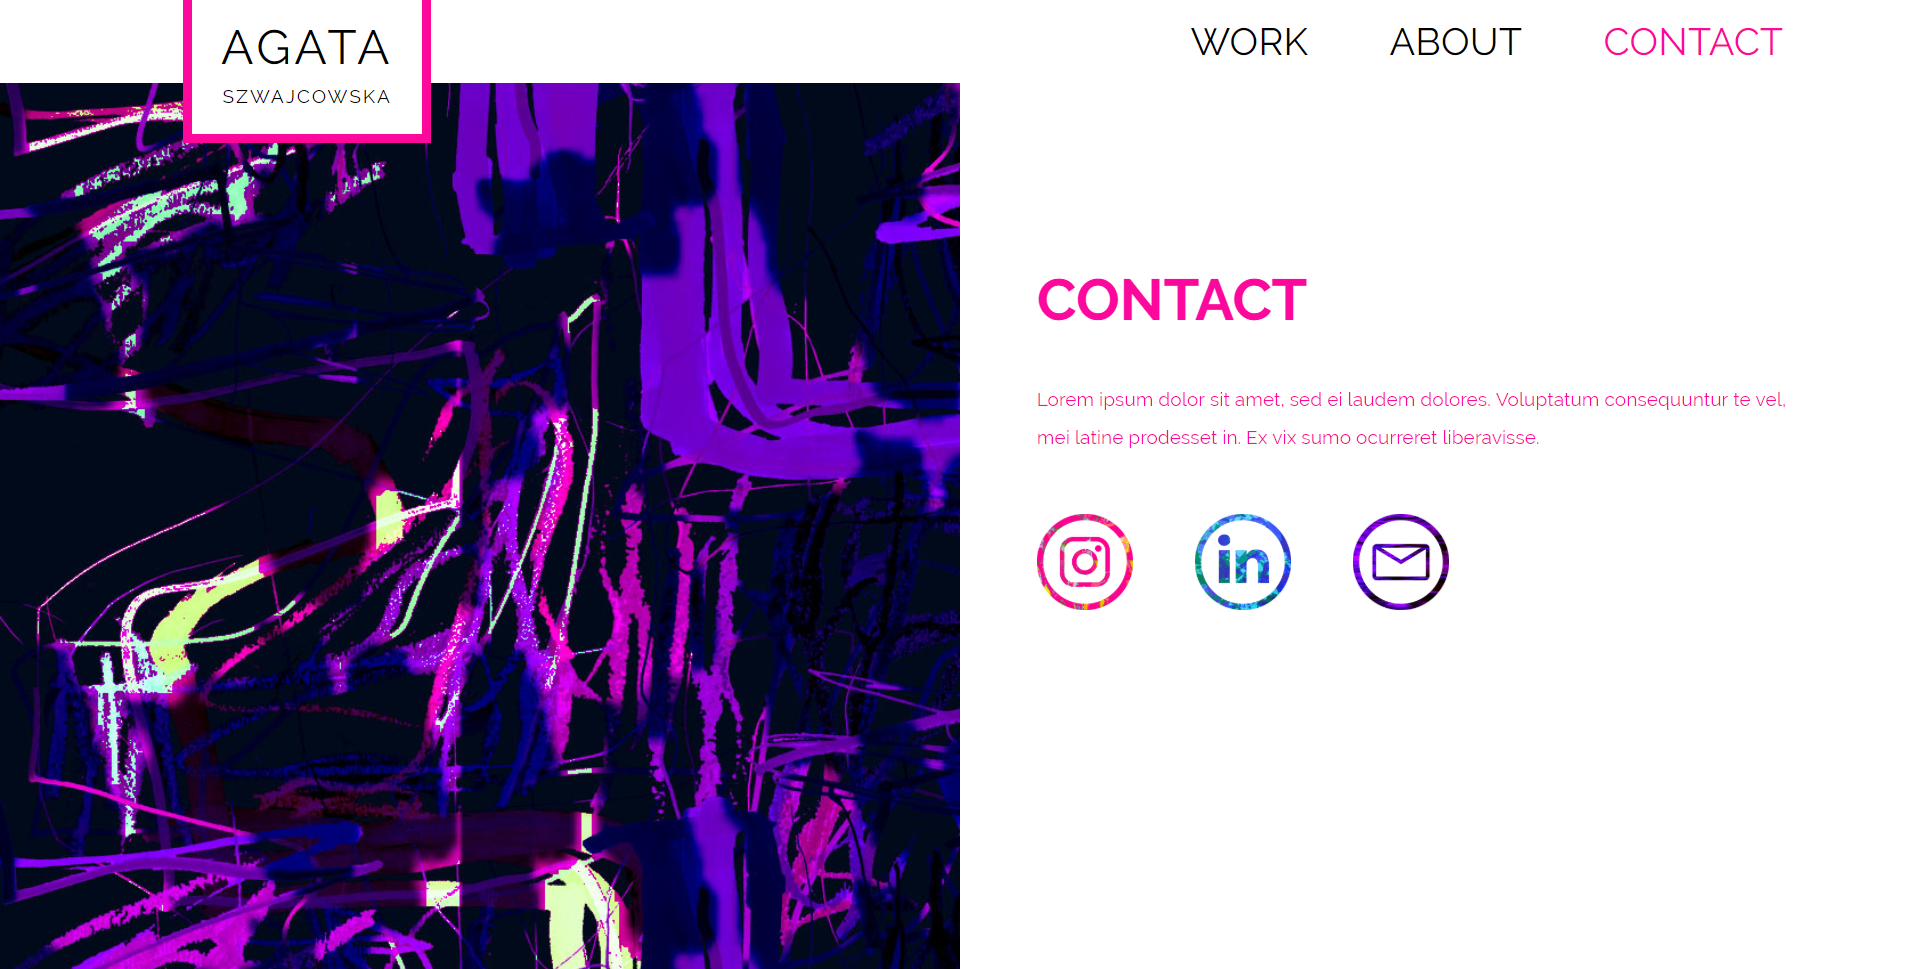 AGATA
SZWAJCOWSKA
WORK
ABOUT
CONTACT
CONTACT
Lorem ipsum dolor sit amet, sed ei laudem dolores. Voluptatum consequuntur te vel,
mei latine prodesset in. Ex vix sumo ocurreret liberavisse.
in